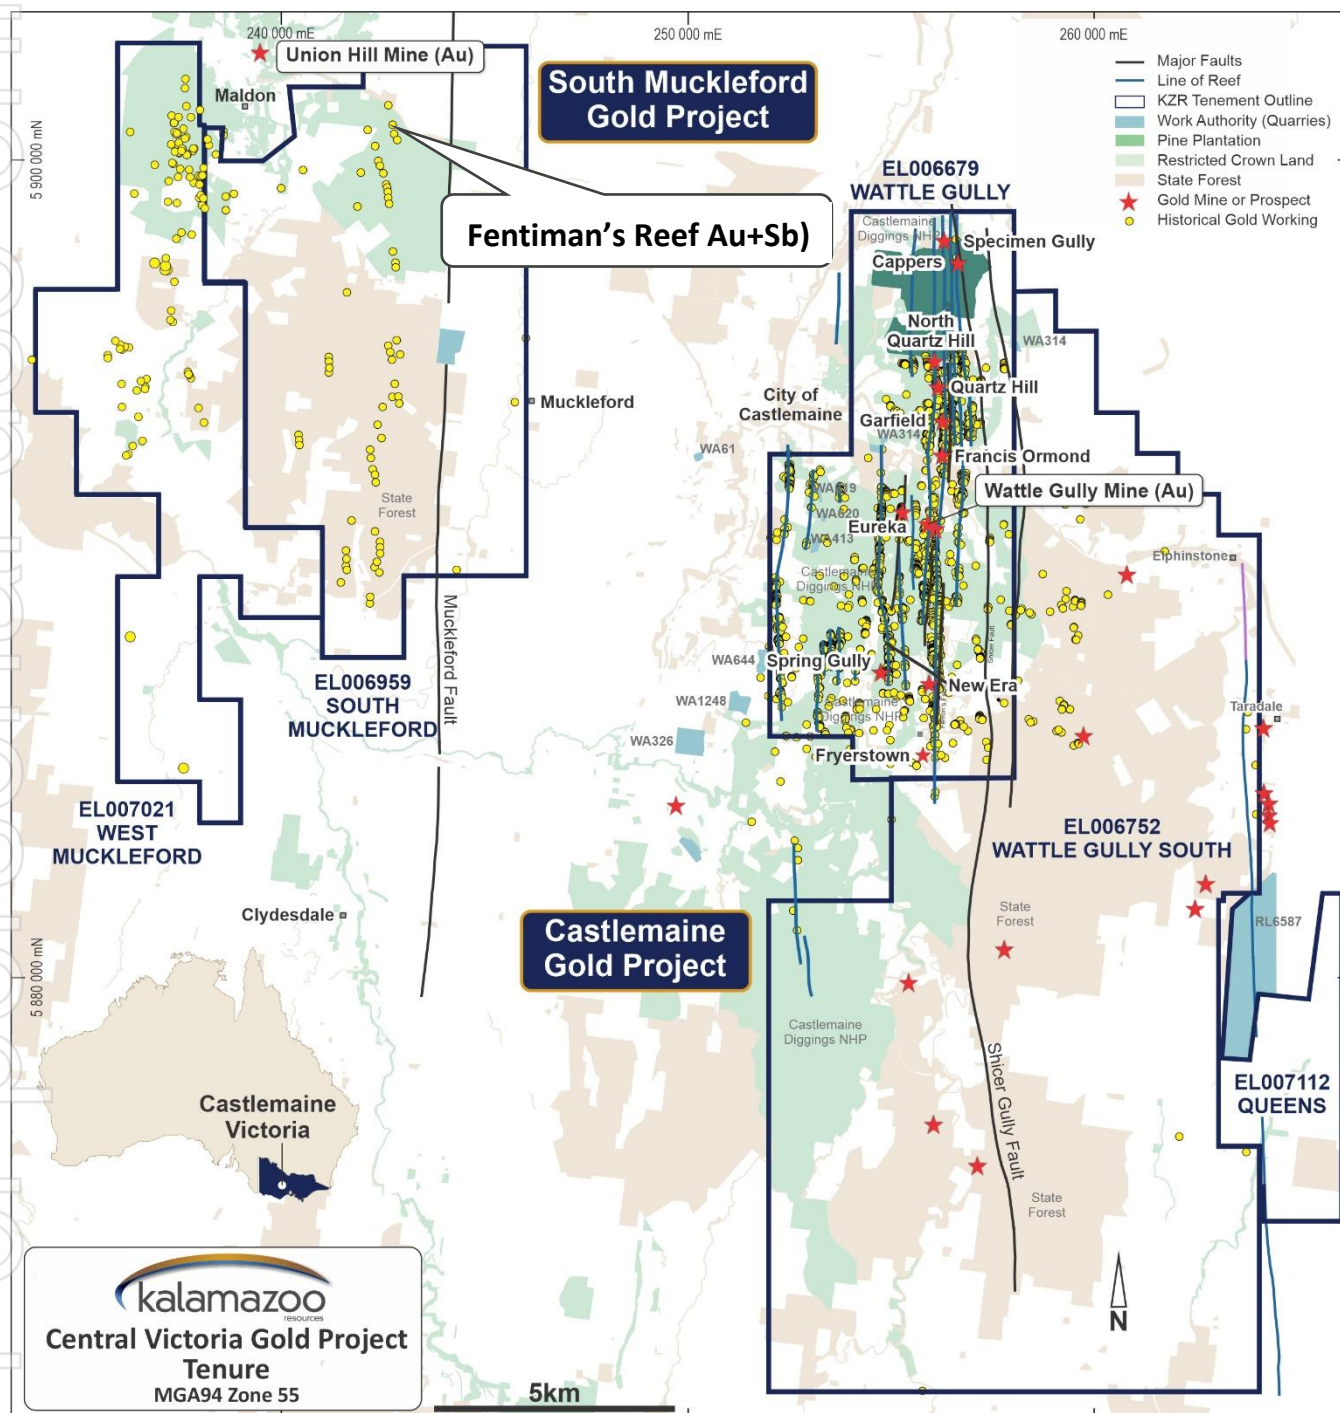 240 000 mE
250 000 mE
260 000 mE
5 900 000 mN
5 880 000 mN
Major Faults
Line of Reef
KZR Tenement Outline
Work Authority (Quarries)
Pine Plantation
Restricted Crown Land
State Forest
Gold Mine or Prospect
Historical Gold Working
Union Hill Mine (Au)
Maldon
South Muckleford
Gold Project
Fentiman's Reef Au+Sb)
EL006679
WATTLE GULLY
Castlemaine
Diggings NHP
Specimen Gully
Cappers
North
Quartz Hill
WA314
Quartz Hill
City of
Castlemaine
Garfield
WA314
Muckleford
WA61
Francis Ormond
Wattle Gully Mine (Au)
WA619
WA620
Eureka
WA413
State
Forest
Elphinstone
Castlemaine
Diggings NHP
Muckleford Fault
Shicer Fault
WA644
Spring Gully
New Era
EL006959
SOUTH
MUCKLEFORD
WA1248
Castlemaine
Diggings NHP
Taradale
WA326
Fryerstown
EL007021
WEST
MUCKLEFORD
EL006752
WATTLE GULLY SOUTH
Clydesdale
Castlemaine
Gold Project
State
Forest
RL6587
Castlemaine
Diggings NHP
Shicer Gully Fault
EL007112
QUEENS
Castlemaine
Victoria
State
Forest
kalamazoo
resources
Central Victoria Gold Project
Tenure
MGA94 Zone 55
5km
N